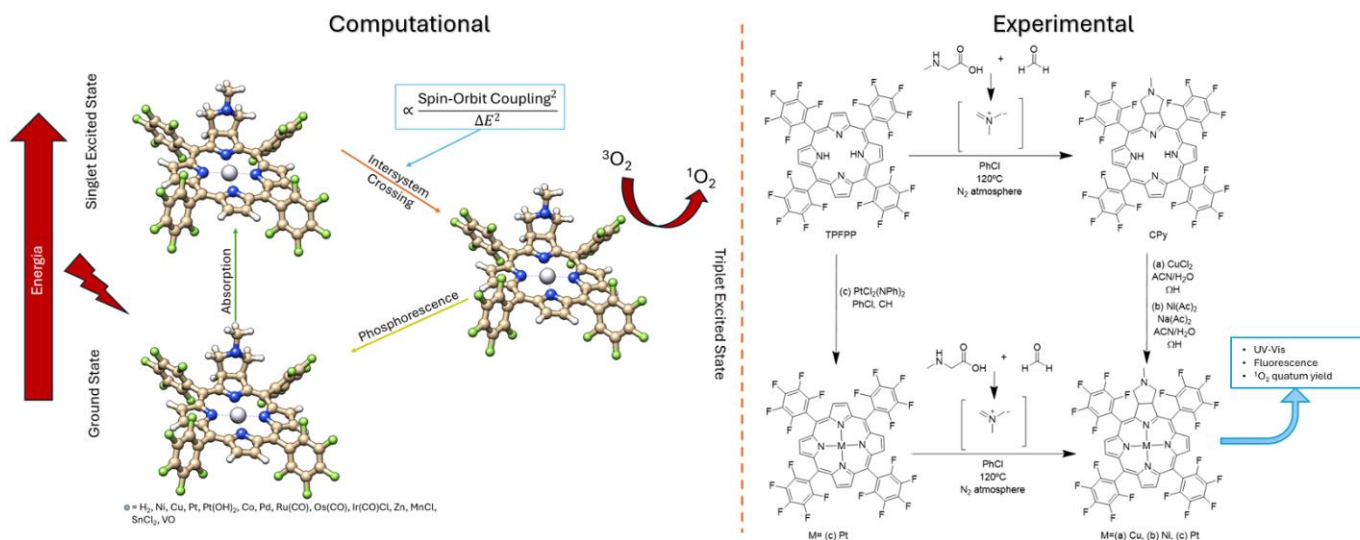 Computational
Singlet Excited State
Energia
Ground State
Absorption
∝ Spin-Orbit Coupling²
ΔE²
Intersystem
Crossing
Phosphorescence
³O₂
¹O₂
Triplet Excited State
= H₂, Ni, Cu, Pt, Pt(OH)₂, Co, Pd, Ru(CO), Os(CO), Ir(CO)Cl, Zn, MnCl,
SnCl₂, VO
Experimental
PhCl
120ºC
N₂ atmosphere
TPFPP
CPy
(c) PtCl₂(NPh)₂
PhCl, CH
(a) CuCl₂
ACN/H₂O
ΩH
(b) Ni(Ac)₂
Na(Ac)₂
ACN/H₂O
ΩH
• UV-Vis
• Fluorescence
• ¹O₂ quatum yield
PhCl
120ºC
N₂ atmosphere
M= (c) Pt
M=(a) Cu, (b) Ni, (c) Pt